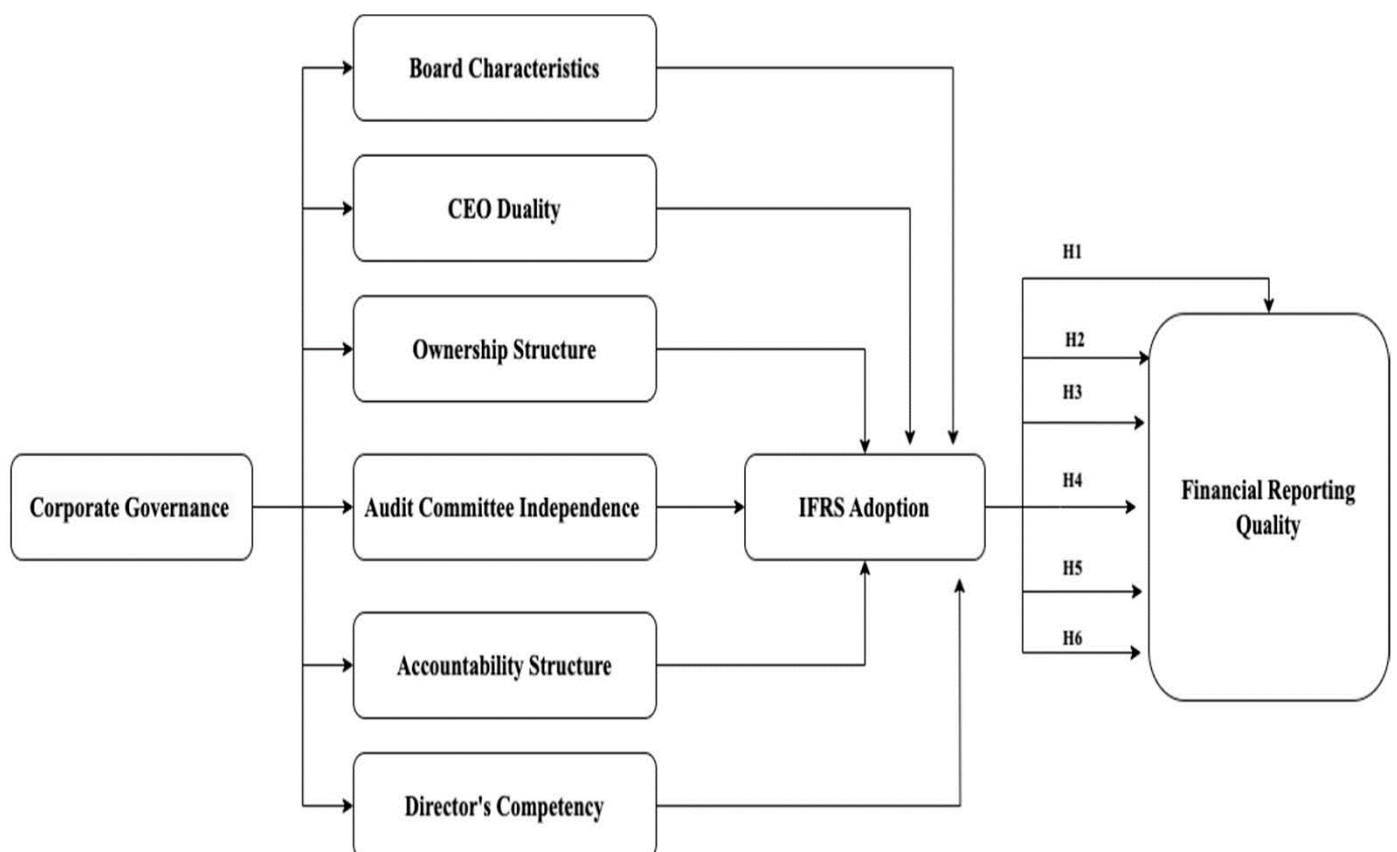 Board Characteristics
CEO Duality
Ownership Structure
Corporate Governance
Audit Committee Independence
IFRS Adoption
Accountability Structure
Director's Competency
H1
H2
H3
H4
H5
H6
Financial Reporting
Quality